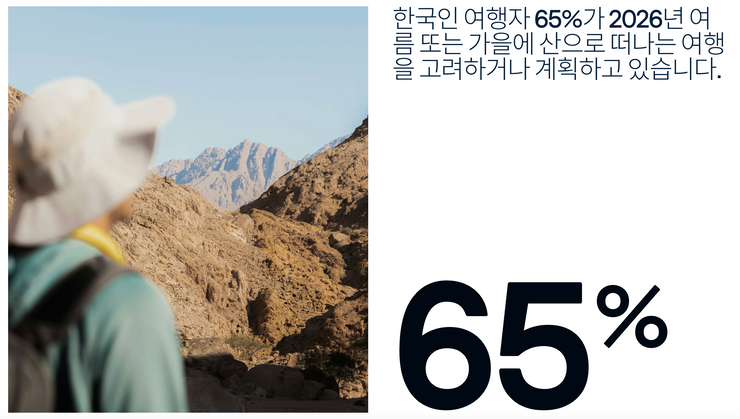 한국인 여행자 65%가 2026년 여
름 또는 가을에 산으로 떠나는 여행
을 고려하거나 계획하고 있습니다.
65%